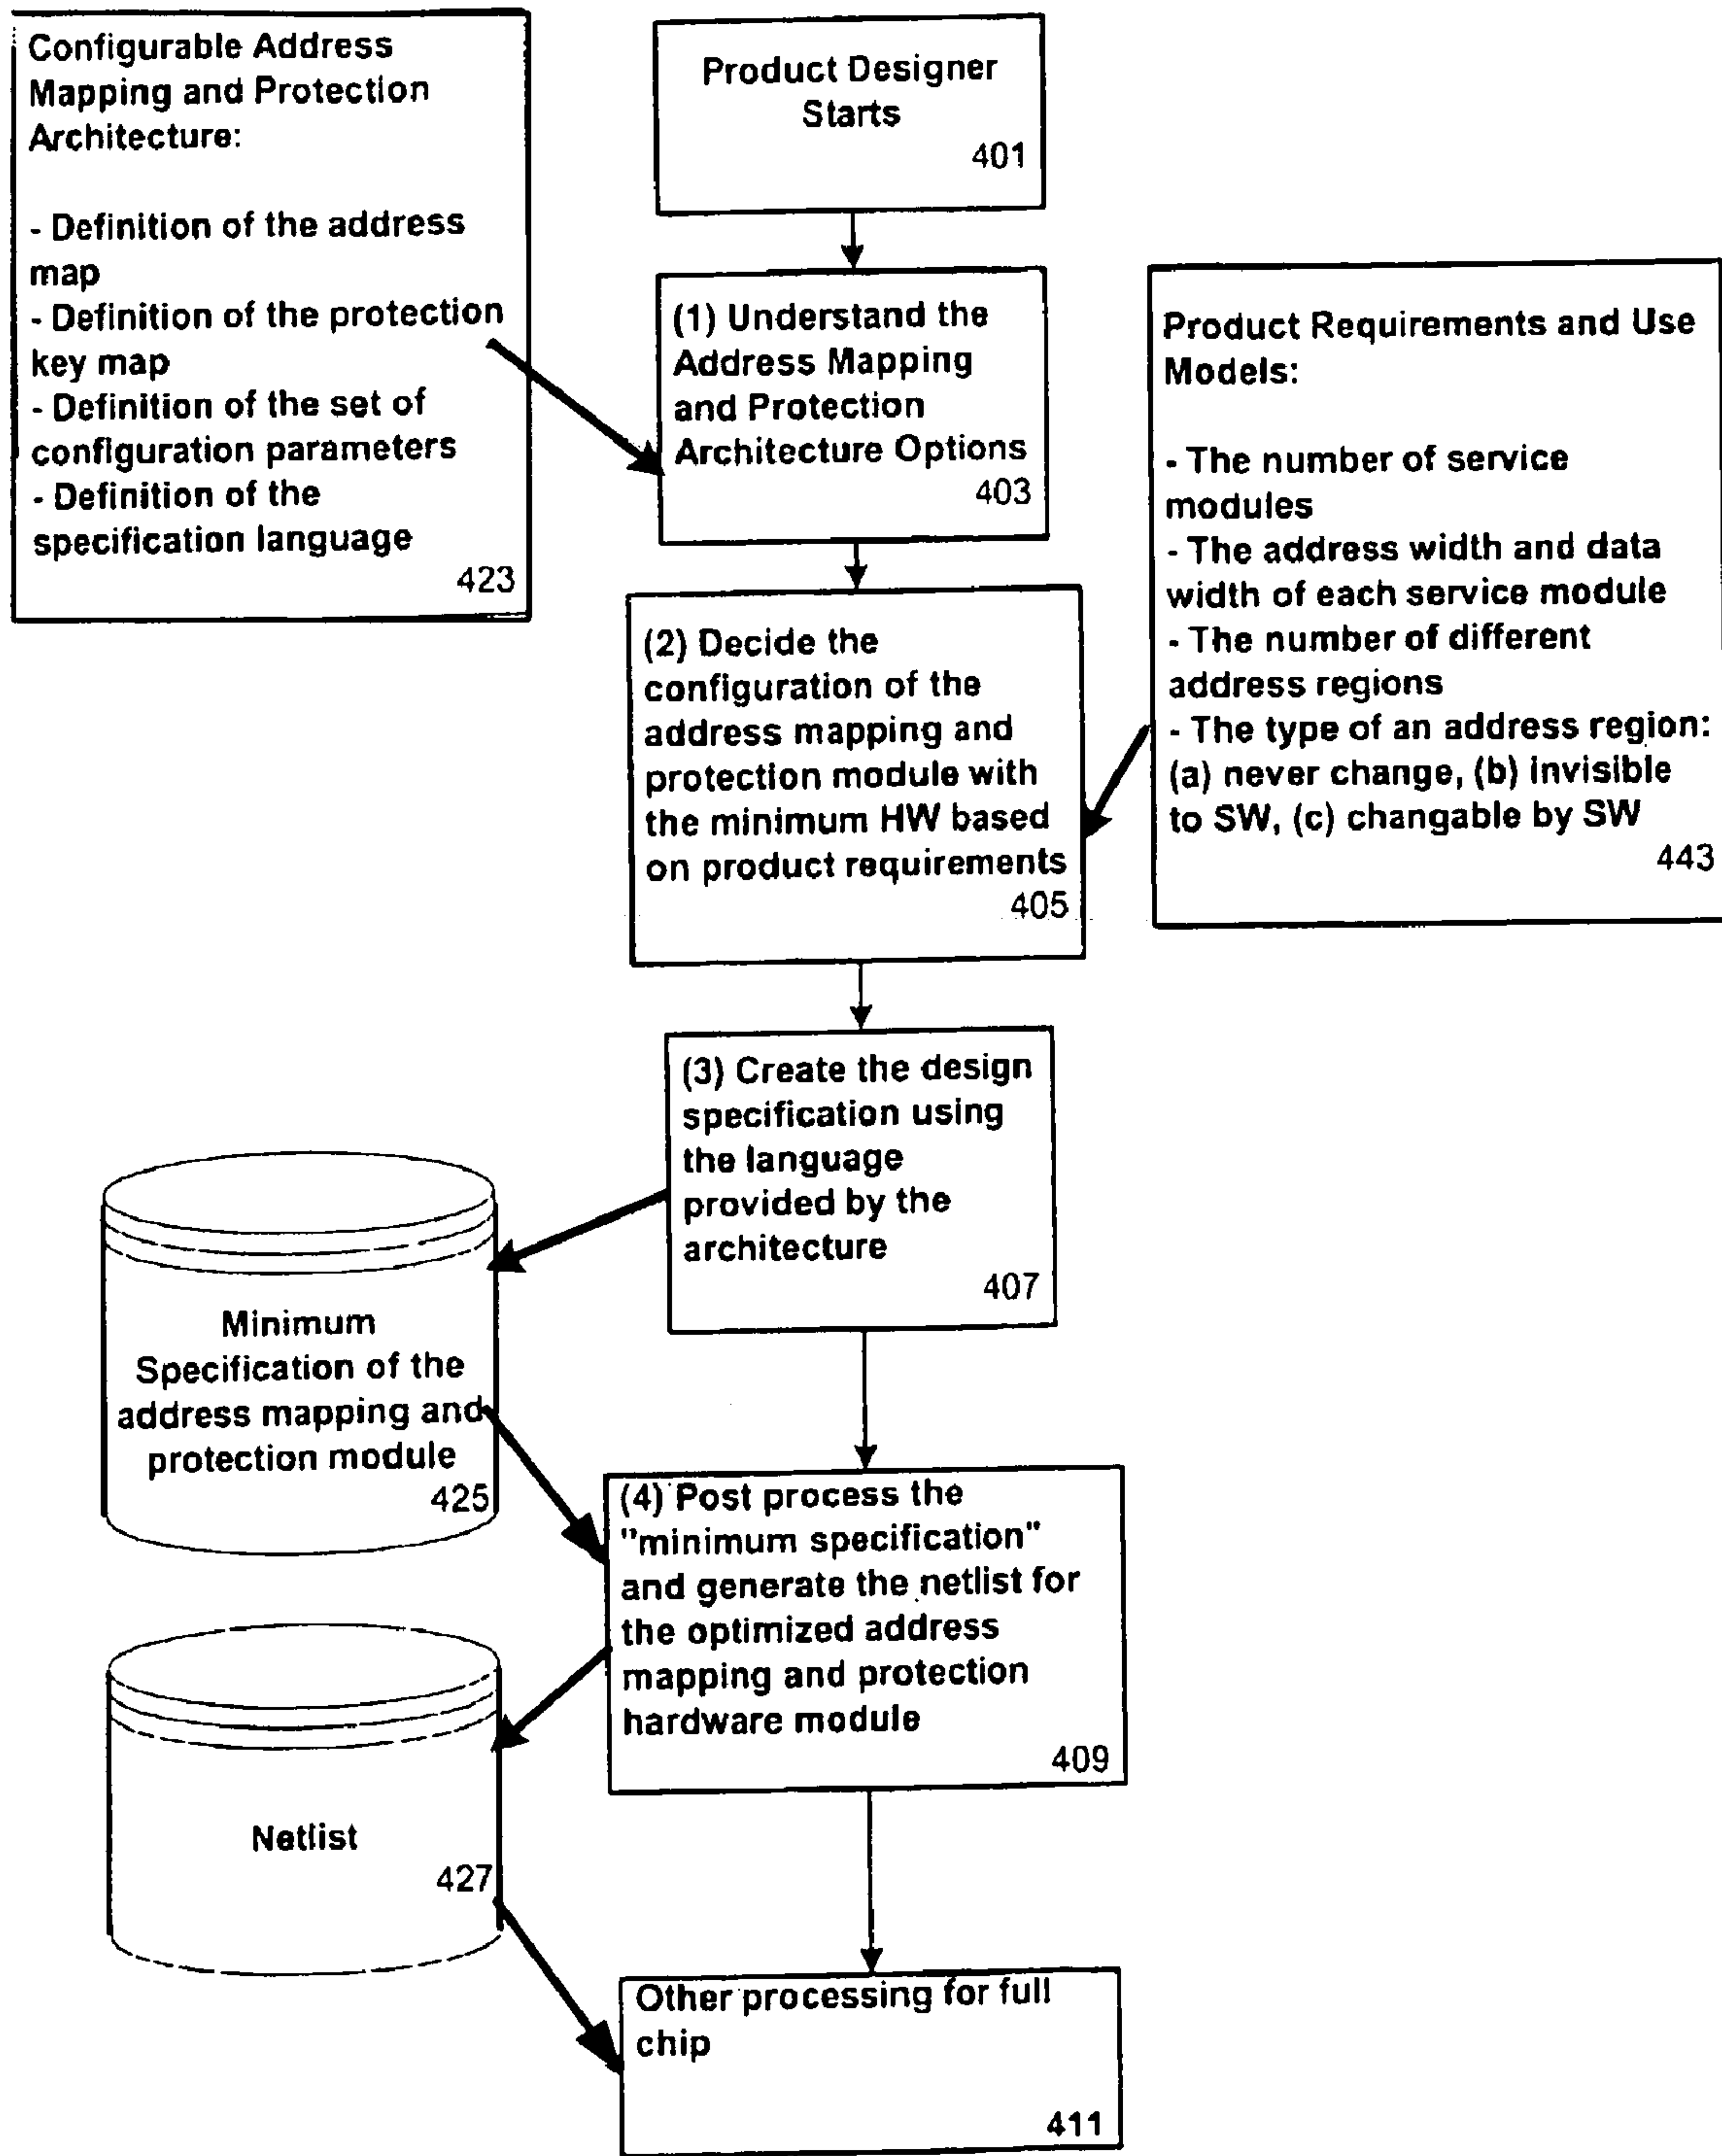 Configurable Address
Mapping and Protection
Architecture:
- Definition of the address
map
- Definition of the protection
key map
- Definition of the set of
configuration parameters
- Definition of the
specification language
423
Product Designer
Starts
401
(1) Understand the
Address Mapping
and Protection
Architecture Options
403
Product Requirements and Use
Models:
- The number of service
modules
- The address width and data
width of each service module
- The number of different
address regions
- The type of an address region:
(a) never change, (b) invisible
to SW, (c) changable by SW
443
(2) Decide the
configuration of the
address mapping and
protection module with
the minimum HW based
on product requirements
405
(3) Create the design
specification using
the language
provided by the
architecture
407
Minimum
Specification of the
address mapping and
protection module
425
(4) Post process the
"minimum specification"
and generate the netlist for
the optimized address
mapping and protection
hardware module
409
Netlist
427
Other processing for full
chip
411